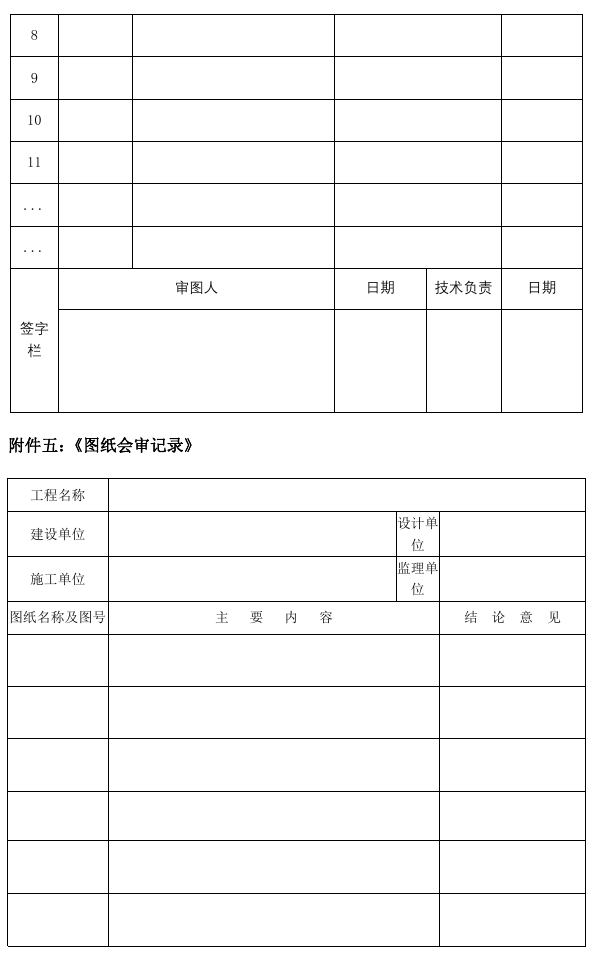 8
9
10
11
...
...
审图人 日期 技术负责 日期
签字
栏
附件五：《图纸会审记录》
工程名称
建设单位 设计单
位
施工单位 监理单
位
图纸名称及图号 主 要 内 容 结 论 意 见